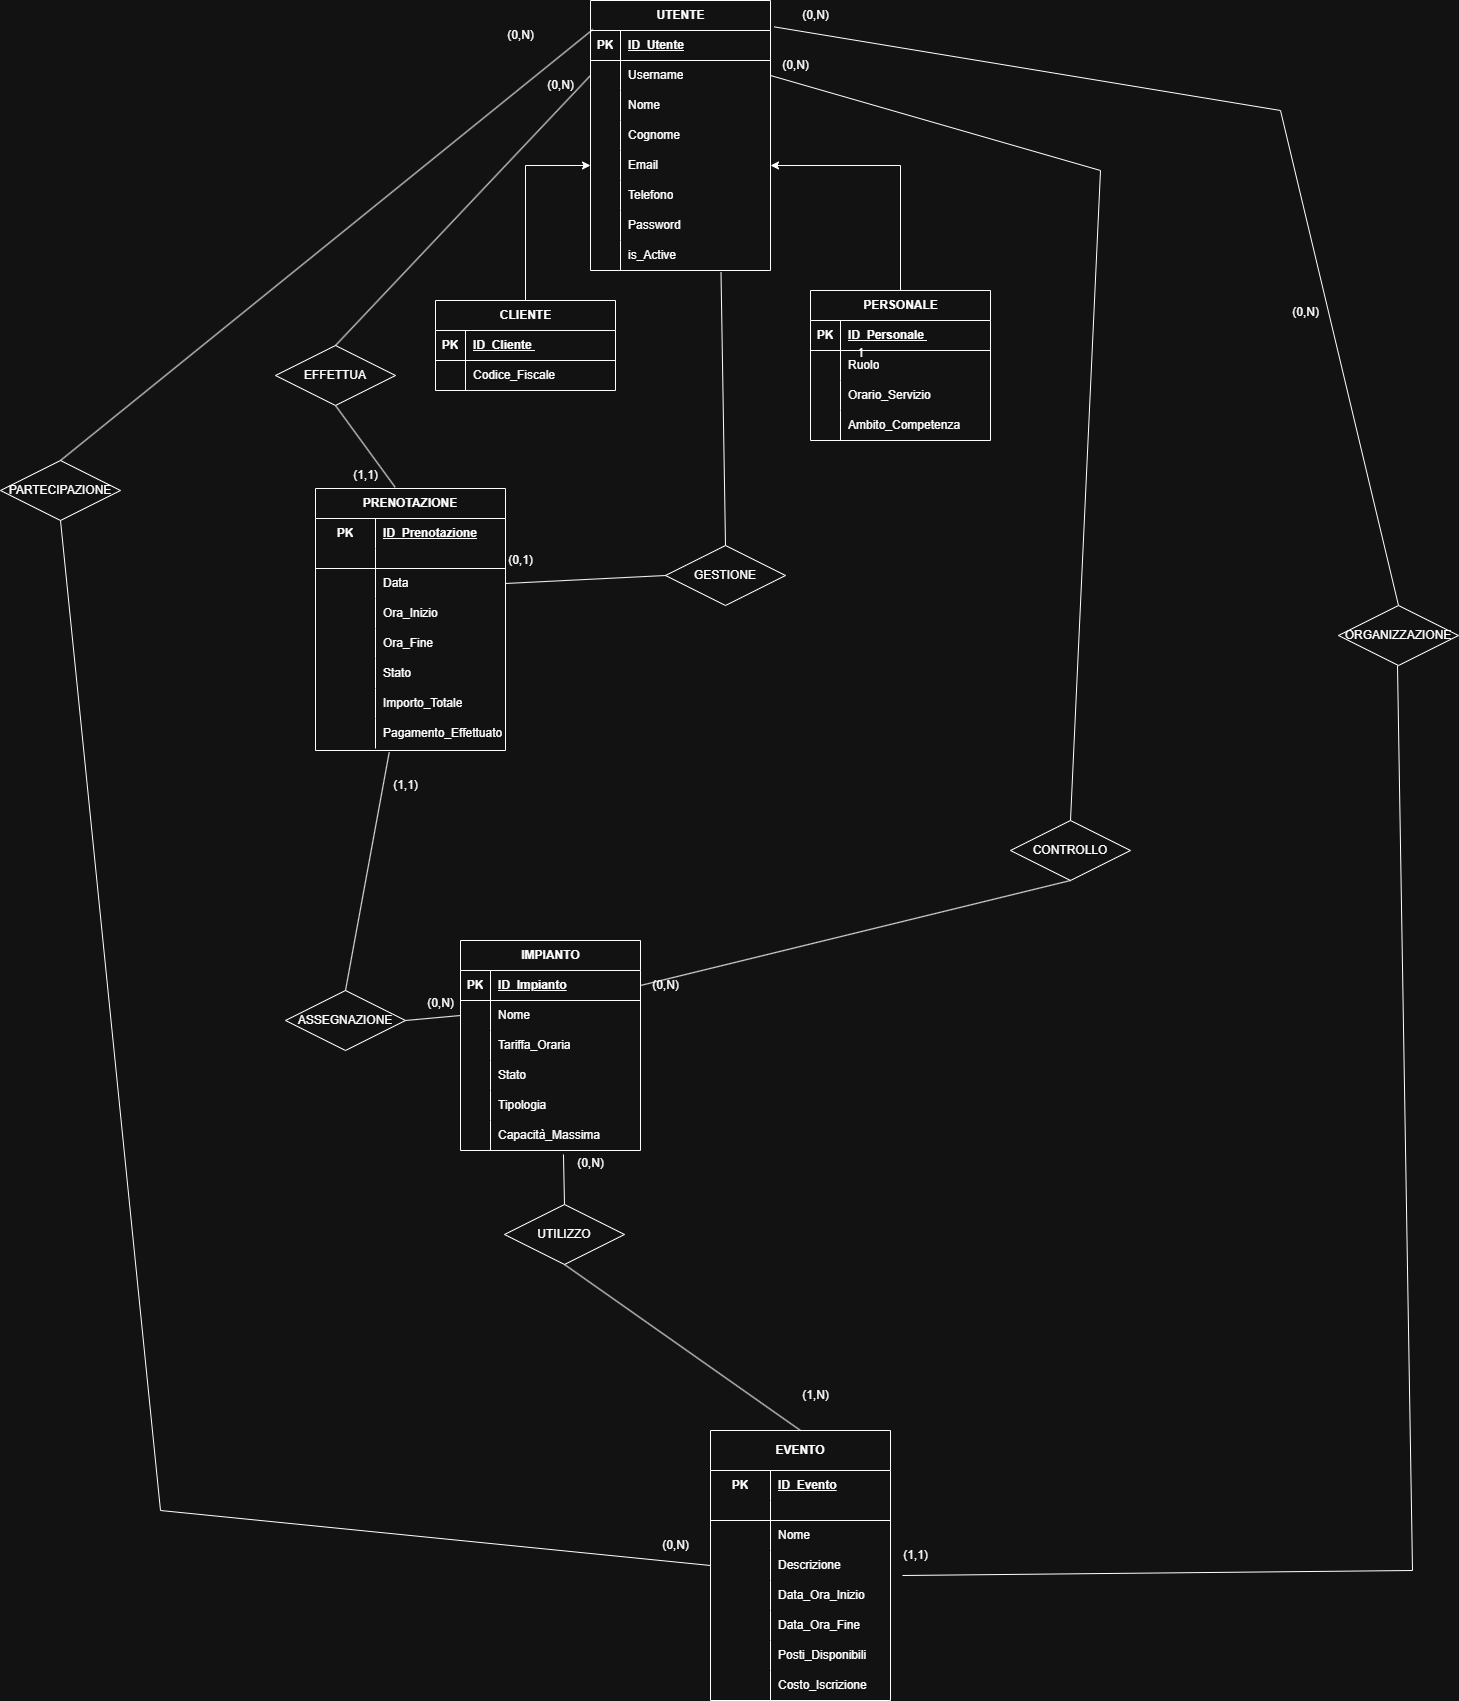 UTENTE
(0,N)
(0,N)
PK ID_Utente
(0,N)
Username
(0,N)
Nome
Cognome
Email
Telefono
Password
is_Active
CLIENTE
PERSONALE
(0,N)
PK ID_Cliente
PK ID_Personale
1
Codice_Fiscale
Ruolo
Orario_Servizio
Ambito_Competenza
EFFETTUA
(1,1)
PARTECIPAZIONE
PRENOTAZIONE
PK ID_Prenotazione
(0,1)
GESTIONE
Data
Ora_Inizio
Ora_Fine
Stato
Importo_Totale
Pagamento_Effettuato
ORGANIZZAZIONE
(1,1)
CONTROLLO
IMPIANTO
PK ID_Impianto
(0,N)
(0,N)
ASSEGNAZIONE
Nome
Tariffa_Oraria
Stato
Tipologia
Capacità_Massima
(0,N)
UTILIZZO
(1,N)
EVENTO
PK ID_Evento
Nome
(0,N)
(1,1)
Descrizione
Data_Ora_Inizio
Data_Ora_Fine
Posti_Disponibili
Costo_Iscrizione